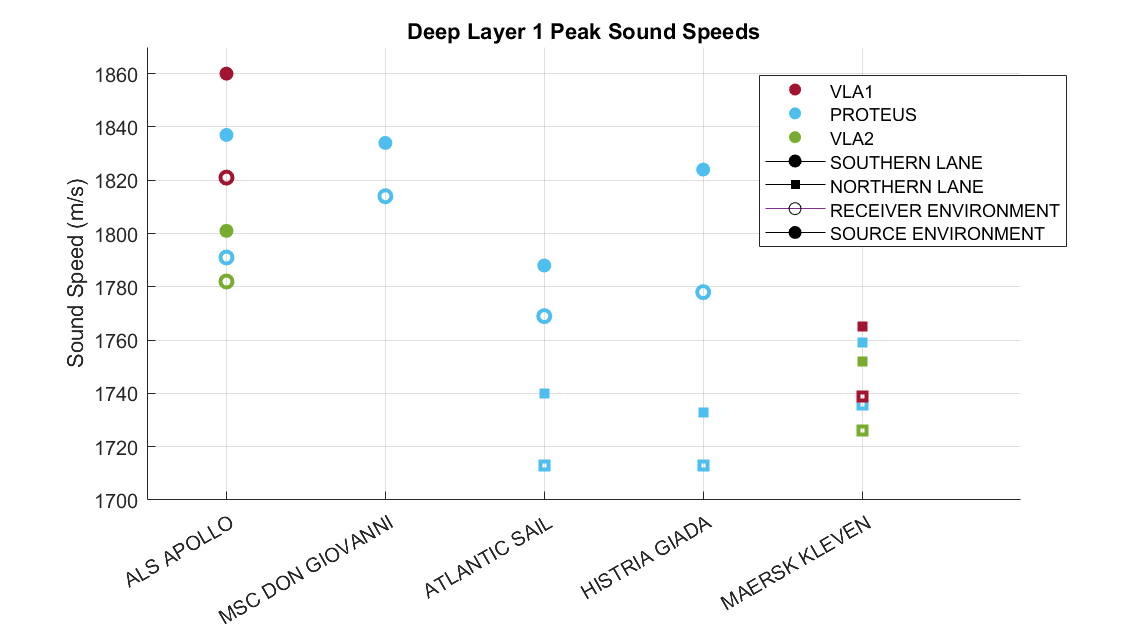 Deep Layer 1 Peak Sound Speeds
Sound Speed (m/s)
1860
1840
1820
1800
1780
1760
1740
1720
1700
VLA1
PROTEUS
VLA2
SOUTHERN LANE
NORTHERN LANE
RECEIVER ENVIRONMENT
SOURCE ENVIRONMENT
ALS APOLLO
MSC DON GIOVANNI
ATLANTIC SAIL
HISTRIA GIADA
MAERSK KLEVEN